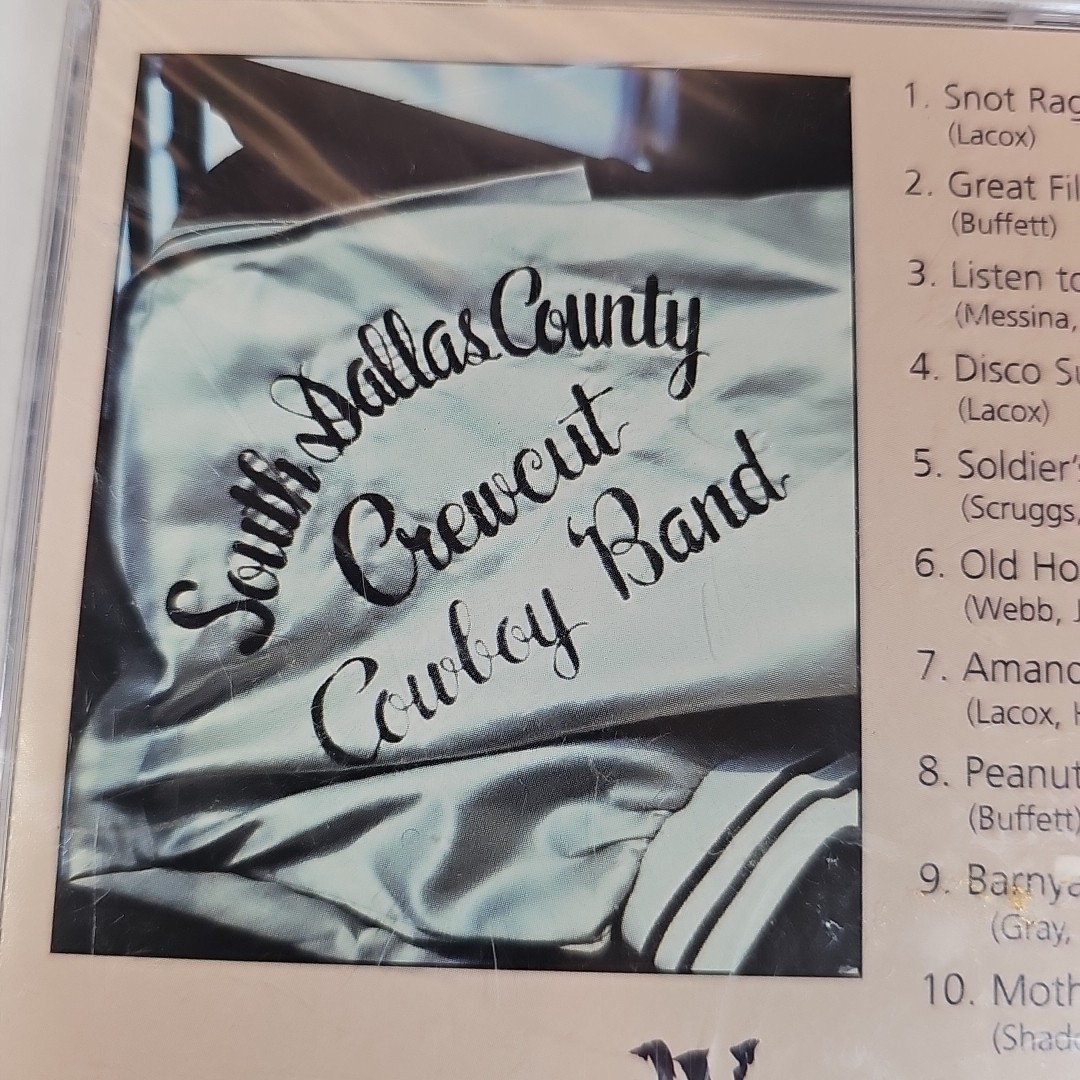 South Dallas County
Crewcut
Cowboy Band
1. Snot Rag
(Lacox)
2. Great Fil
(Buffett)
3. Listen to
(Messina,
4. Disco Su
(Lacox)
5. Soldier's
(Scruggs,
6. Old Ho
(Webb, J
7. Amand
(Lacox, H
8. Peanut
(Buffett)
9. Barnya
(Gray,
10. Moth
(Shado
W